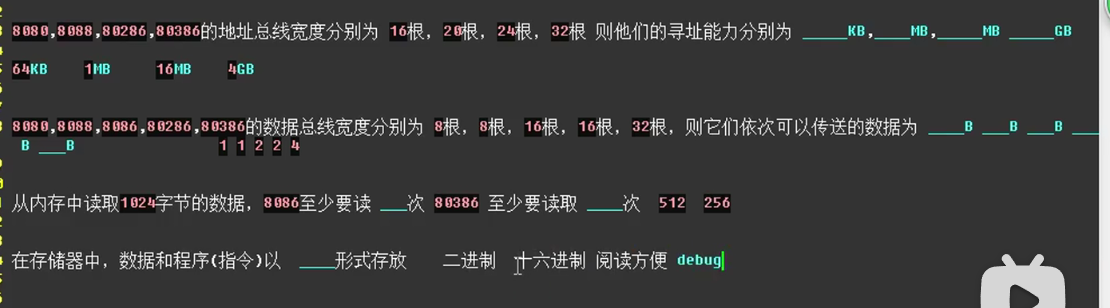 8080,8088,80286,80386的地址总线宽度分别为 16根，20根，24根，32根 则他们的寻址能力分别为 _____KB,____MB,_____MB _____GB
64KB 1MB 16MB 4GB
8080,8088,8086,80286,80386的数据总线宽度分别为 8根，8根，16根，16根，32根，则它们依次可以传送的数据为 ____B ___B ___B ___
B ___B 1 1 2 2 4
从内存中读取1024字节的数据，8086至少要读 ___次 80386 至少要读取 ____次 512 256
在存储器中，数据和程序(指令)以 ____形式存放 二进制 十六进制 阅读方便 debug